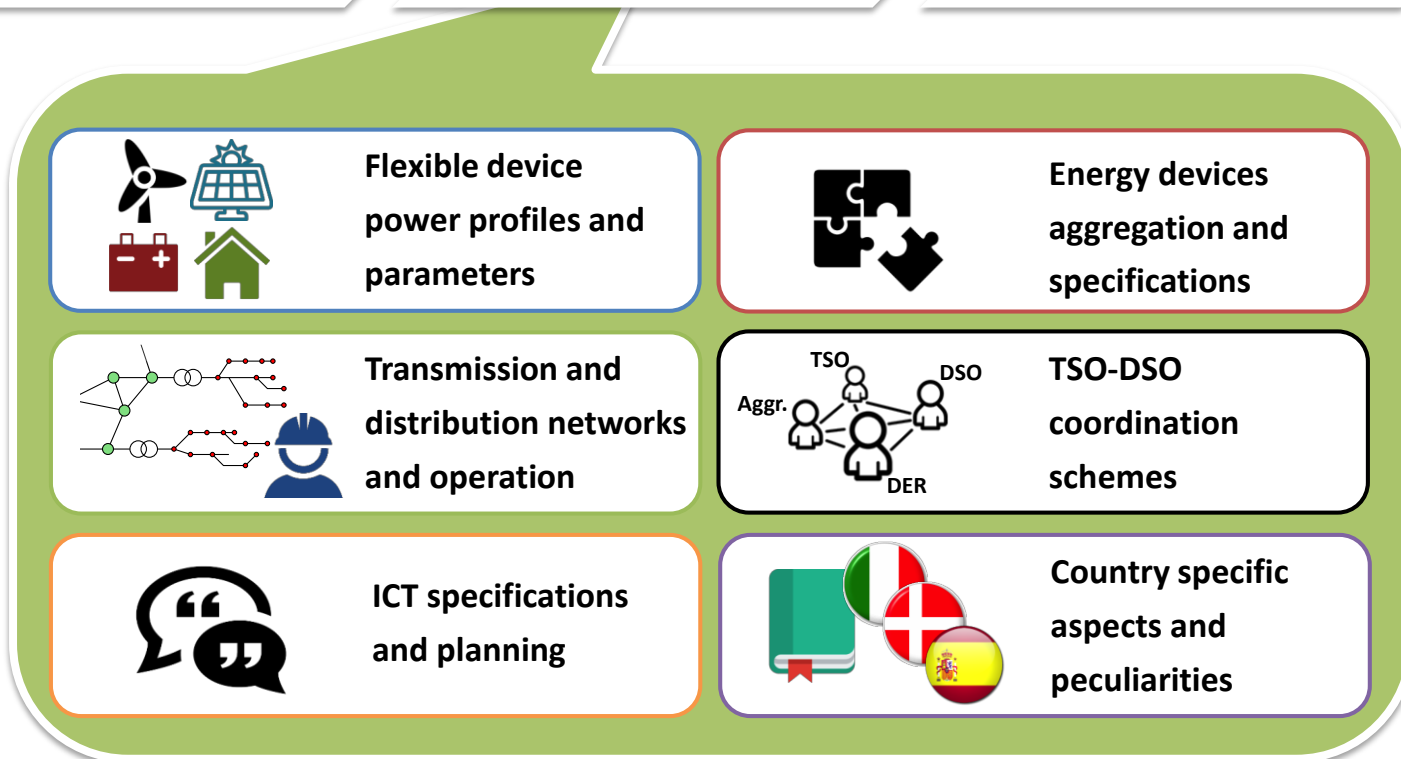 Flexible device
power profiles and
parameters
Energy devices
aggregation and
specifications
Transmission and
distribution networks
and operation
TSO
DSO
Aggr.
DER
TSO-DSO
coordination
schemes
ICT specifications
and planning
Country specific
aspects and
peculiarities